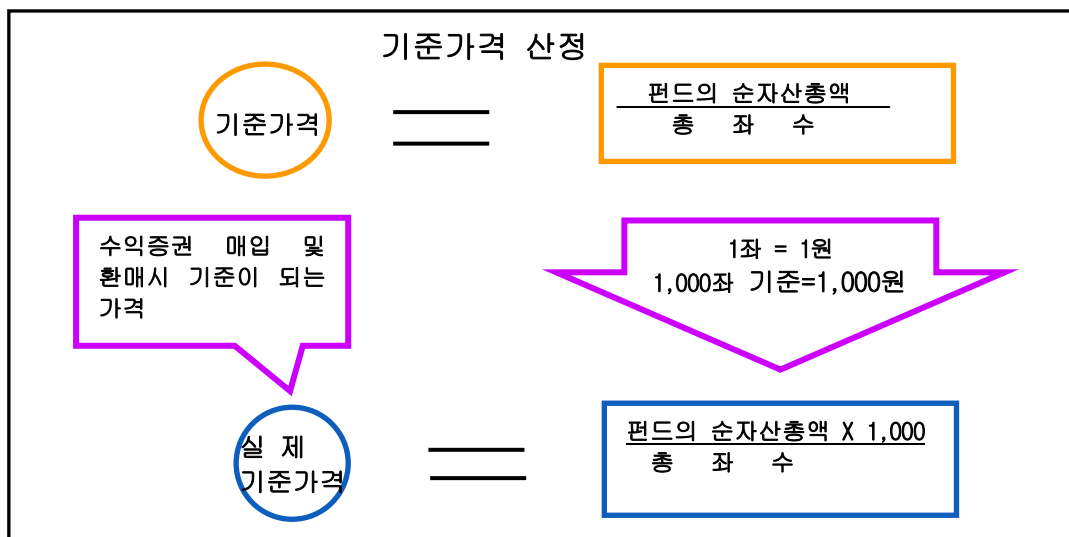 기준가격 산정
기준가격
펀드의 순자산총액
총 좌 수
수익증권 매입 및
환매시 기준이 되는
가격
1좌 = 1원
1,000좌 기준=1,000원
실 제
기준가격
펀드의 순자산총액 X 1,000
총 좌 수